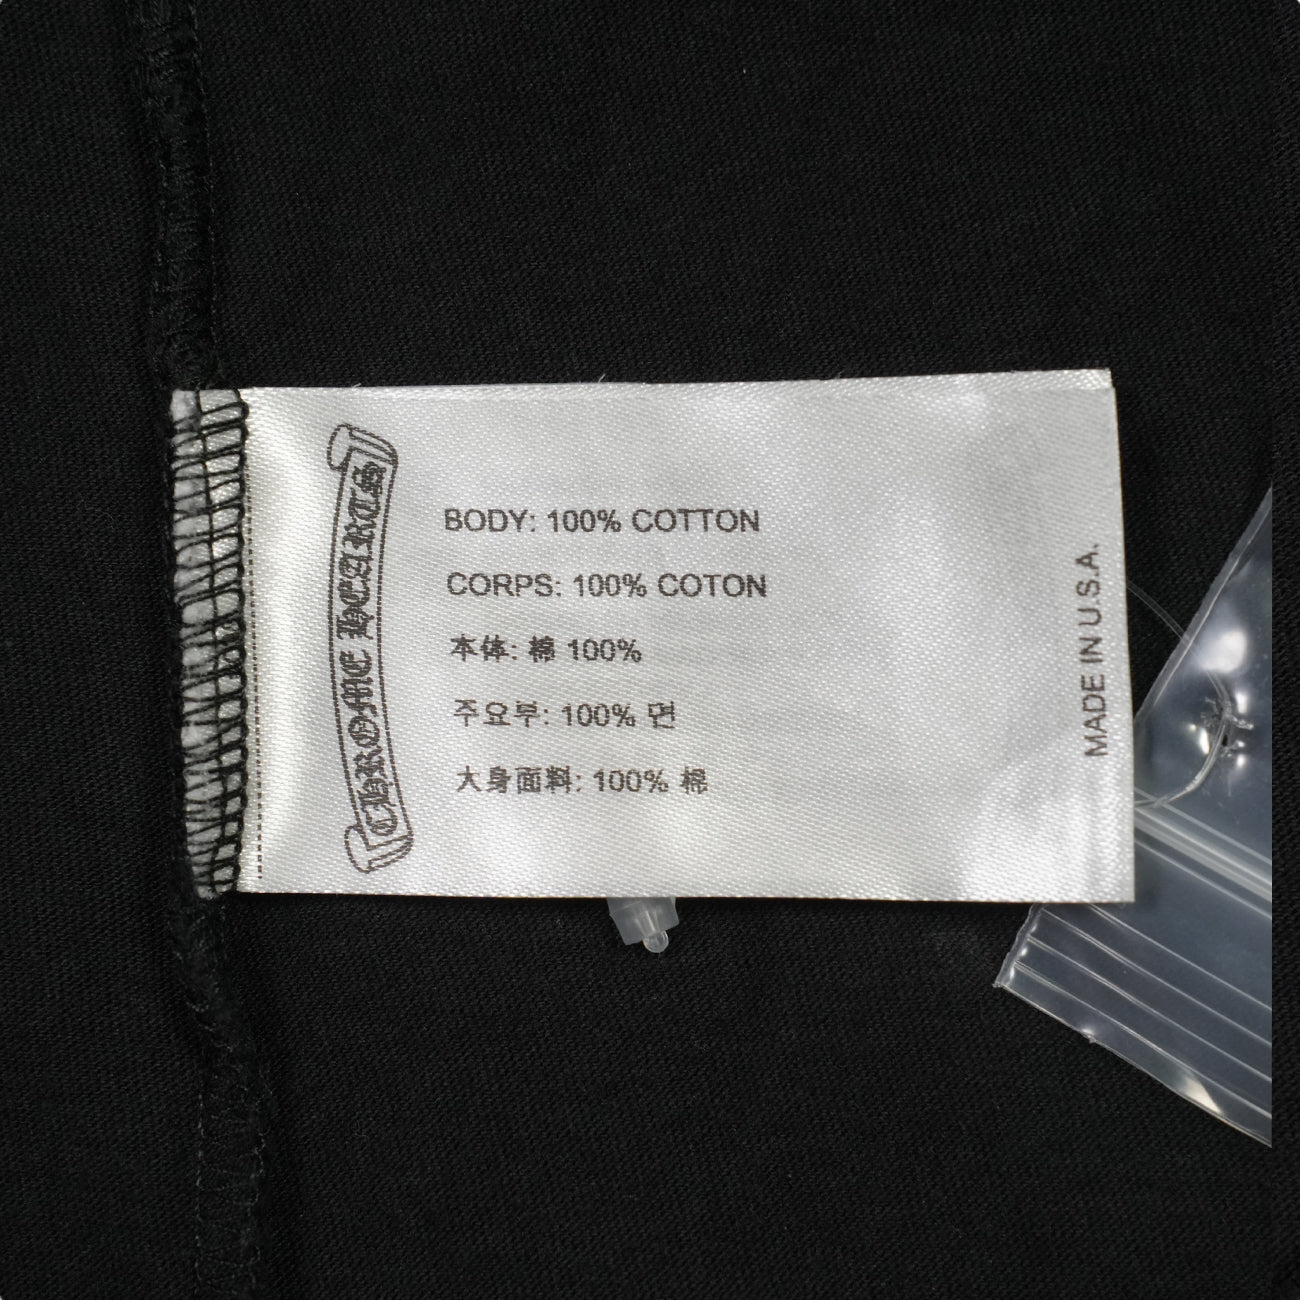 CHROME HEARTS
BODY: 100% COTTON
CORPS: 100% COTON
本体: 棉 100%
주요부: 100% 면
大身面料: 100% 棉
MADE IN U.S.A.